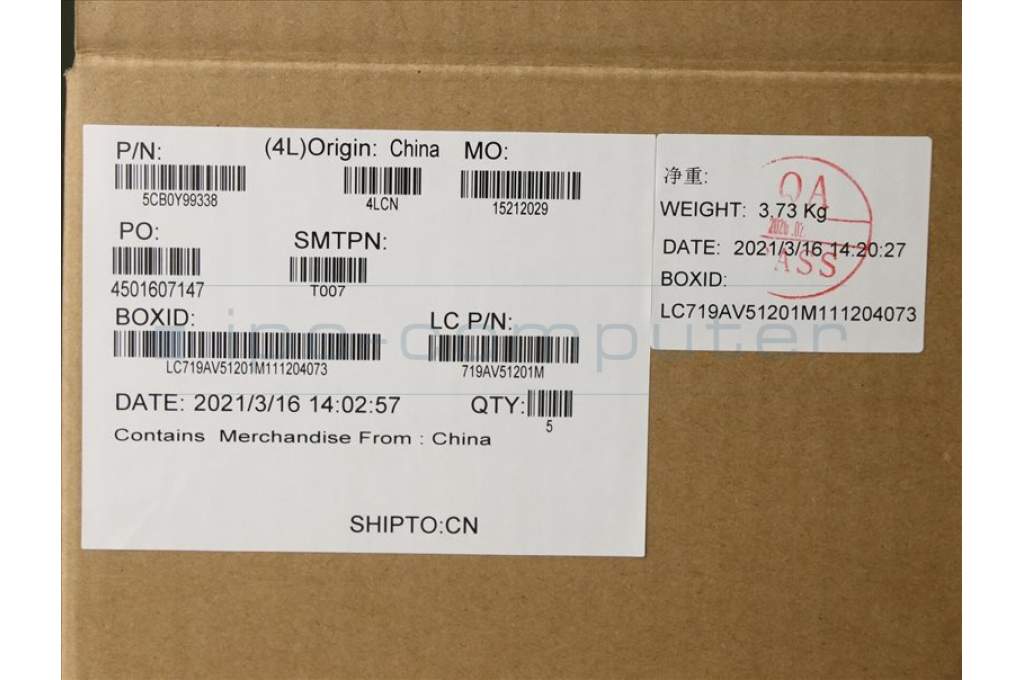 P/N: (4L)Origin: China MO:
5CB0Y99338 4LCN 15212029
PO: SMTPN:
4501607147 T007
BOXID: LC P/N:
LC719AV51201M111204073 719AV51201M
DATE: 2021/3/16 14:02:57 QTY:
5
Contains Merchandise From : China
SHIPTO:CN
净重:
WEIGHT: 3.73 Kg
DATE: 2021/3/16 14:20:27
BOXID:
LC719AV51201M111204073
QA
ASS
ipc-computer